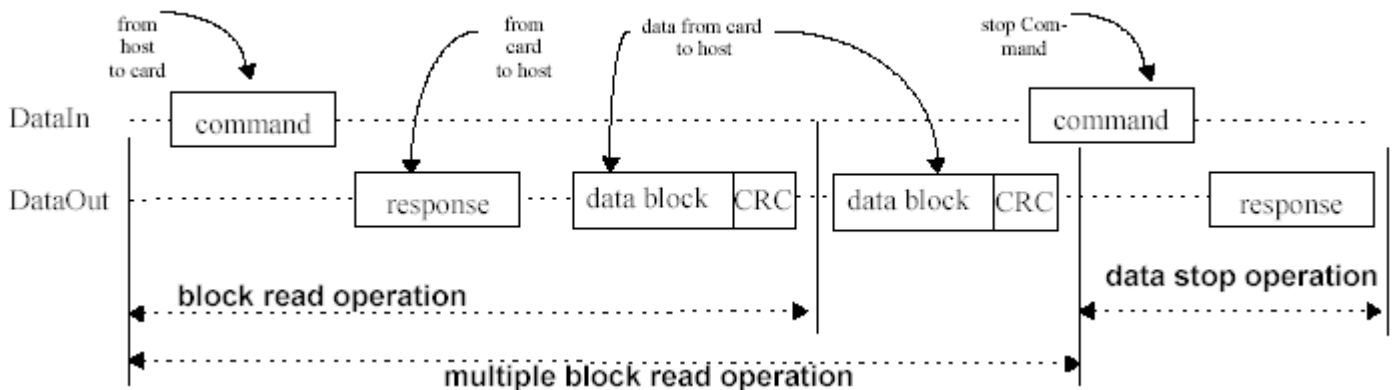 from
host
to card
from
card
to host
data from card
to host
stop Com-
mand
DataIn
command
command
DataOut
response
data block
CRC
data block
CRC
response
block read operation
data stop operation
multiple block read operation